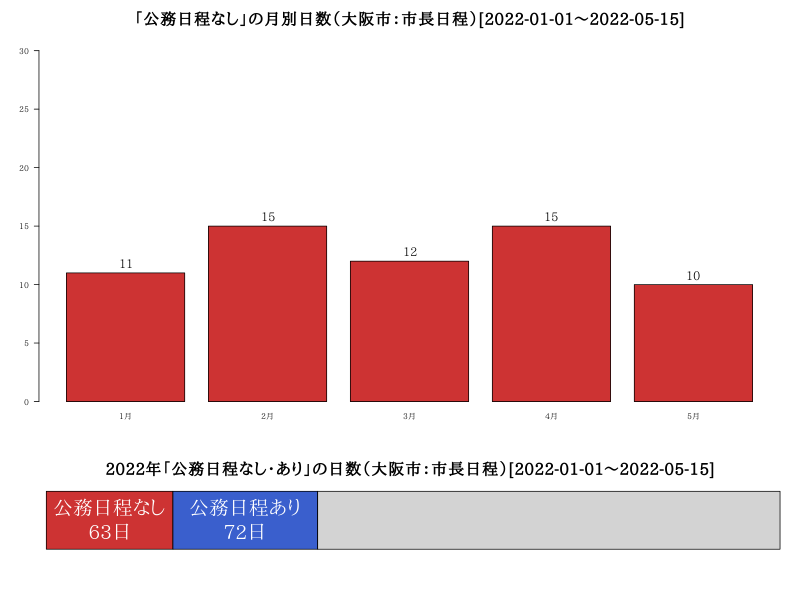 「公務日程なし」の月別日数（大阪市：市長日程）[2022-01-01～2022-05-15]
30
25
20
15
10
5
0
11
15
12
15
10
1月
2月
3月
4月
5月
2022年「公務日程なし・あり」の日数（大阪市：市長日程）[2022-01-01～2022-05-15]
公務日程なし
63日
公務日程あり
72日